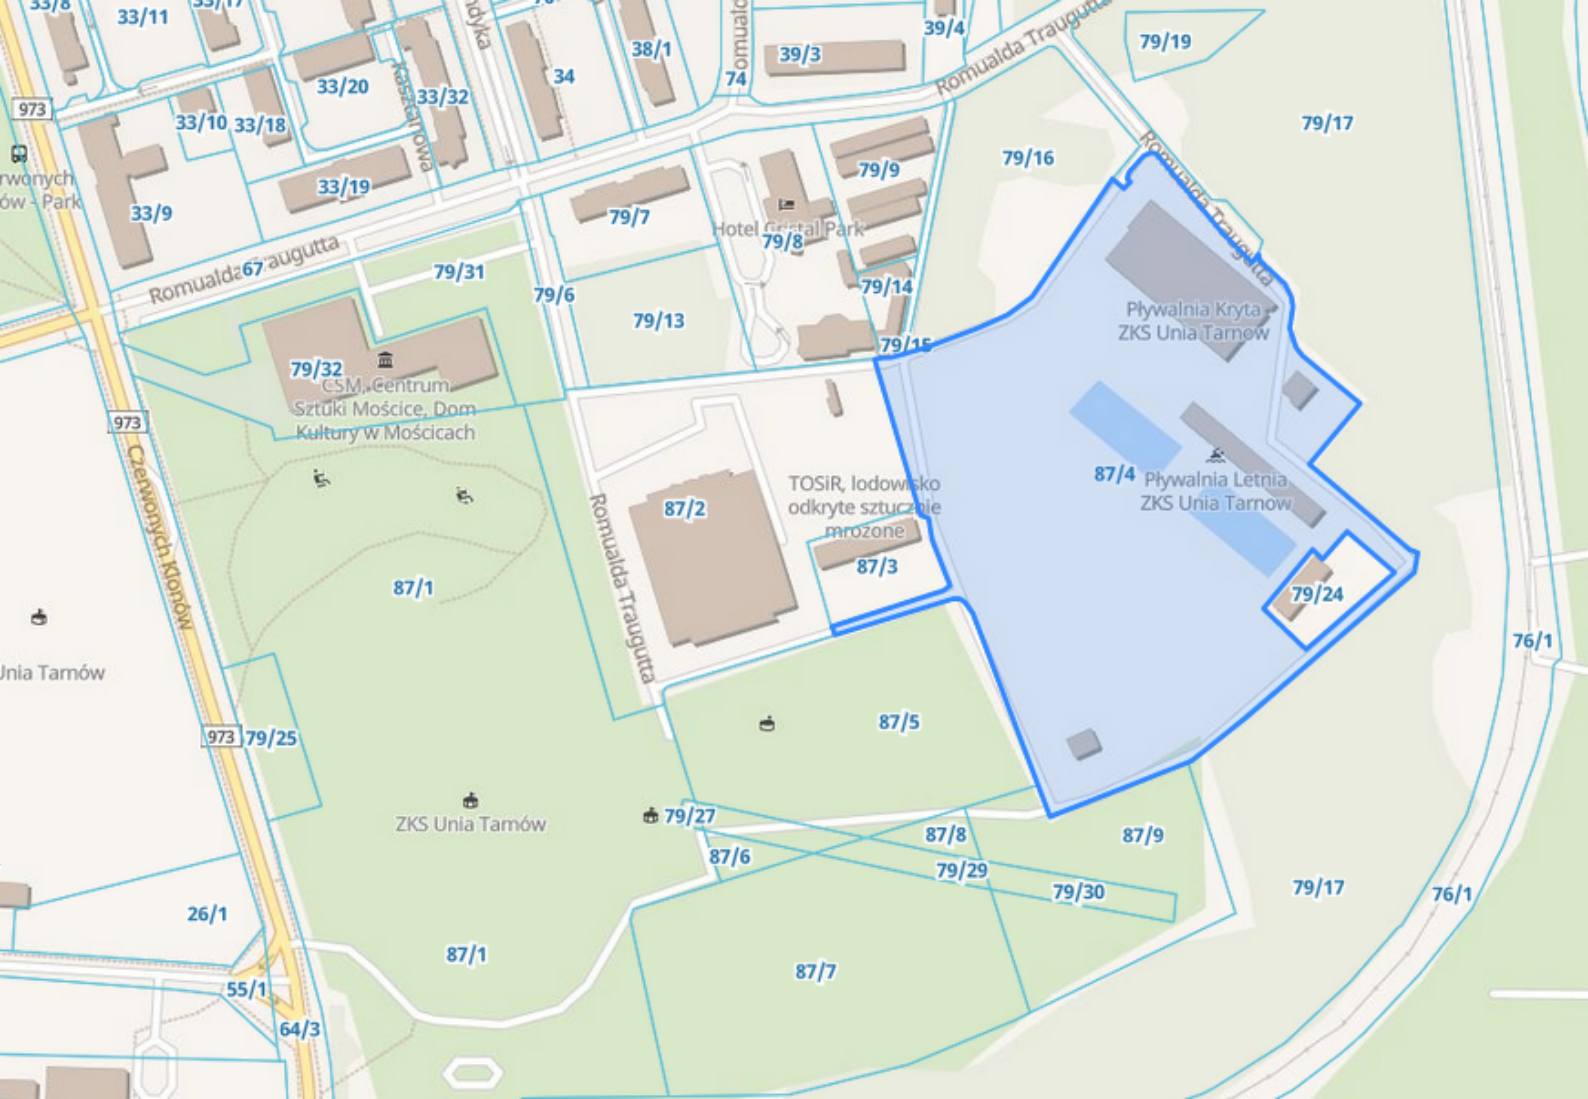 33/8
33/11
33/17
38/1
39/3
39/4
79/19
34
74
33/20
33/32
Kasztanowa
Romualda Traugutta
973
33/10
33/18
79/17
79/16
79/9
33/19
33/9
79/7
Hotel Cristal Park
79/8
Romualda Traugutta
Romualda Traugutta
67
79/31
79/6
79/14
79/13
79/15
Pływalnia Kryta
ZKS Unia Tarnow
79/32
CSM, Centrum
Sztuki Mościce, Dom
Kultury w Mościcach
973
Czerwonych Klonów
87/4
Pływalnia Letnia
ZKS Unia Tarnow
TOSiR, lodowisko
odkryte sztucznie
mrożone
87/2
Romualda Traugutta
87/3
87/1
79/24
76/1
Unia Tarnów
87/5
973
79/25
ZKS Unia Tarnów
79/27
87/8
87/9
87/6
79/29
79/30
79/17
76/1
26/1
87/1
87/7
55/1
64/3